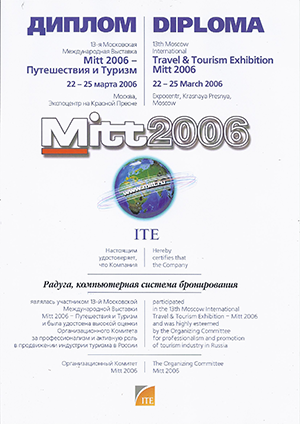 ДИПЛОМ
13-я Московская
Международная Выставка
Mitt 2006 –
Путешествия и Туризм
22 – 25 марта 2006
Москва,
Экспоцентр на Красной Пресне
DIPLOMA
13th Moscow
International
Travel & Tourism Exhibition
Mitt 2006
22 – 25 March 2006
Expocentr, Krasnaya Presnya,
Moscow
Mitt2006
www.mitt.ru
ITE
Настоящим
удостоверяет,
что Компания
Hereby
certifies that
the Company
Радуга, компьютерная система бронирования
являлась участником 13-й Московской
Международной Выставки
Mitt 2006 – Путешествия и Туризм
и была удостоена высокой оценки
Организационного Комитета
за профессионализм и активную роль
в продвижении индустрии туризма в России
participated
in the 13th Moscow International
Travel & Tourism Exhibition – Mitt 2006
and was highly esteemed
by the Organizing Committee
for professionalism and promotion
of tourism industry in Russia
Организационный Комитет
Mitt 2006
The Organizing Committee
Mitt 2006
ITE